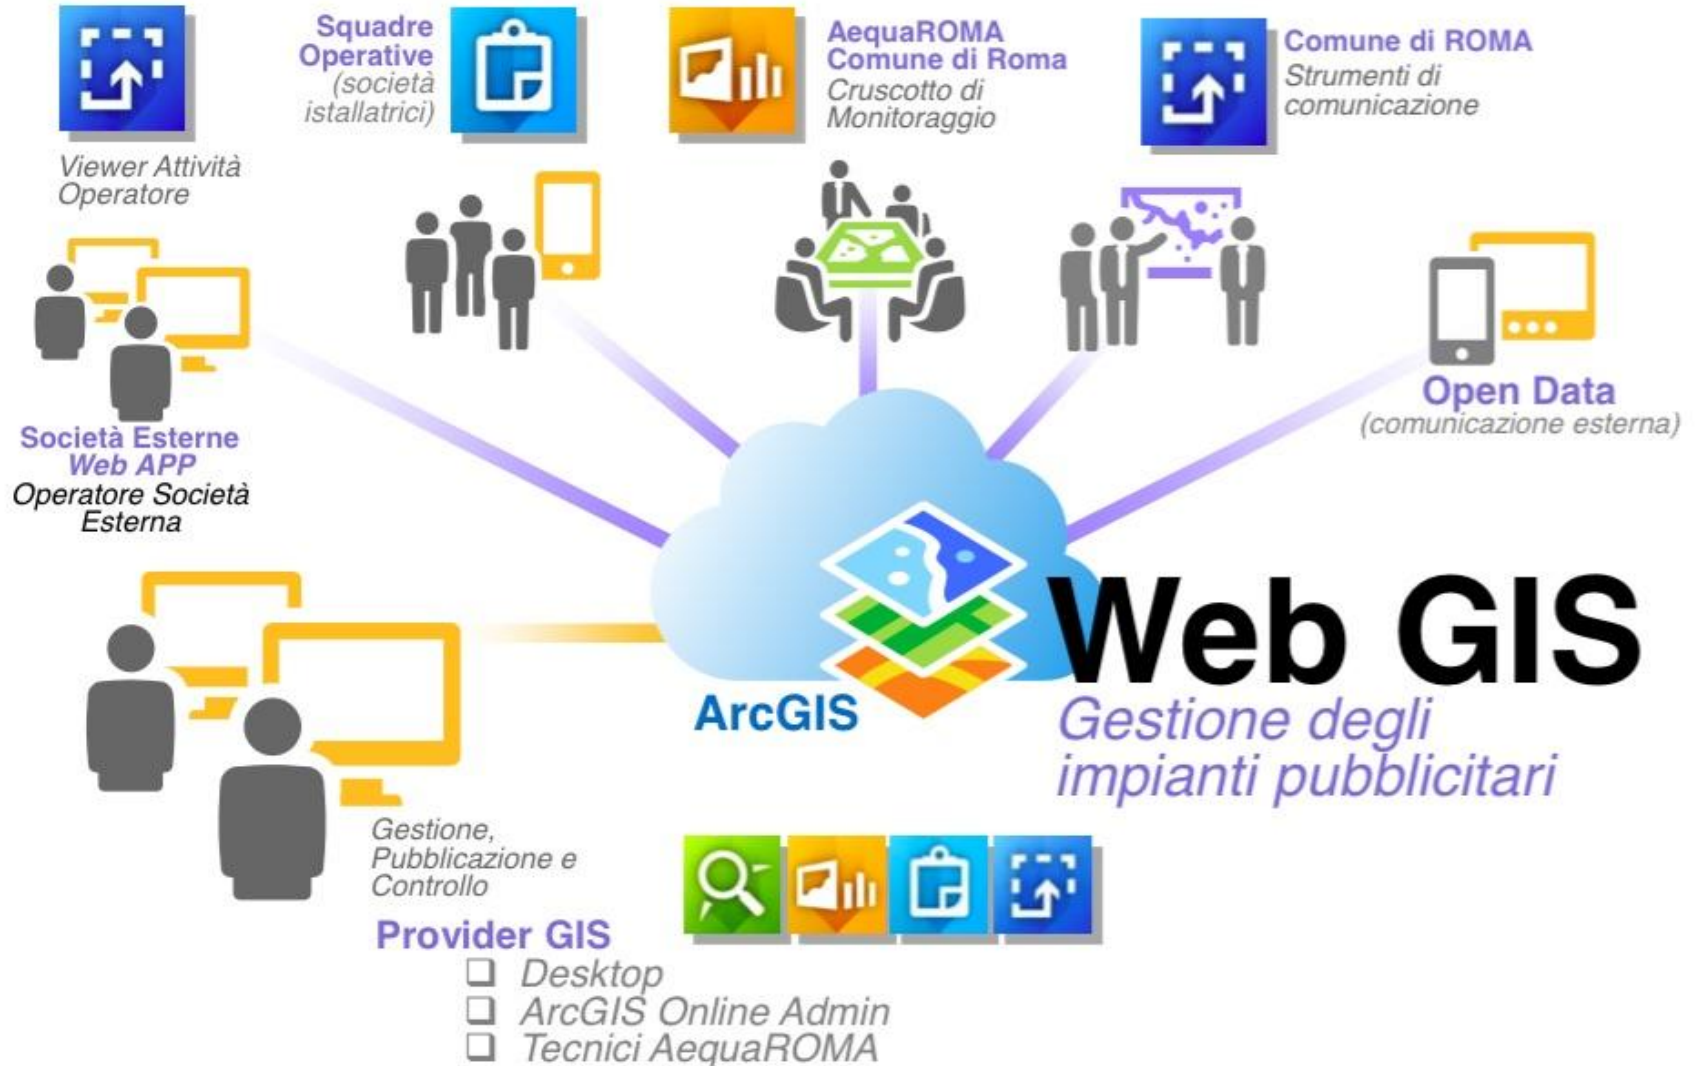 Viewer Attività
Operatore
Squadre
Operative
(società
istallatrici)
AequaROMA
Comune di Roma
Cruscotto di
Monitoraggio
Comune di ROMA
Strumenti di
comunicazione
Società Esterne
Web APP
Operatore Società
Esterna
Open Data
(comunicazione esterna)
ArcGIS
Web GIS
Gestione degli
impianti pubblicitari
Gestione,
Pubblicazione e
Controllo
Provider GIS
❑ Desktop
❑ ArcGIS Online Admin
❑ Tecnici AequaROMA